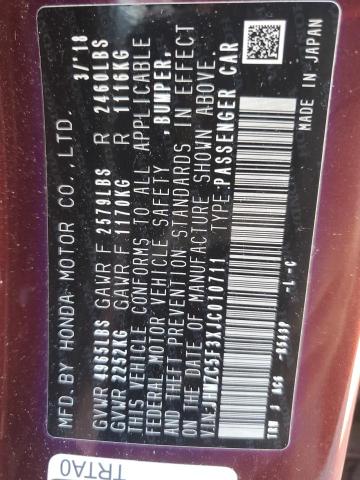 MFD. BY HONDA MOTOR CO., LTD. 3/'18
GVWR 4965LBS GAWR F 2579LBS R 2460LBS
GVWR 2252KG GAWR F 1170KG R 1116KG
THIS VEHICLE CONFORMS TO ALL APPLICABLE
FEDERAL MOTOR VEHICLE SAFETY ,BUMPER,
AND THEFT PREVENTION STANDARDS IN EFFECT
ON THE DATE OF MANUFACTURE SHOWN ABOVE.
TYPE:PASSENGER CAR
MADE IN JAPAN
TRTA0